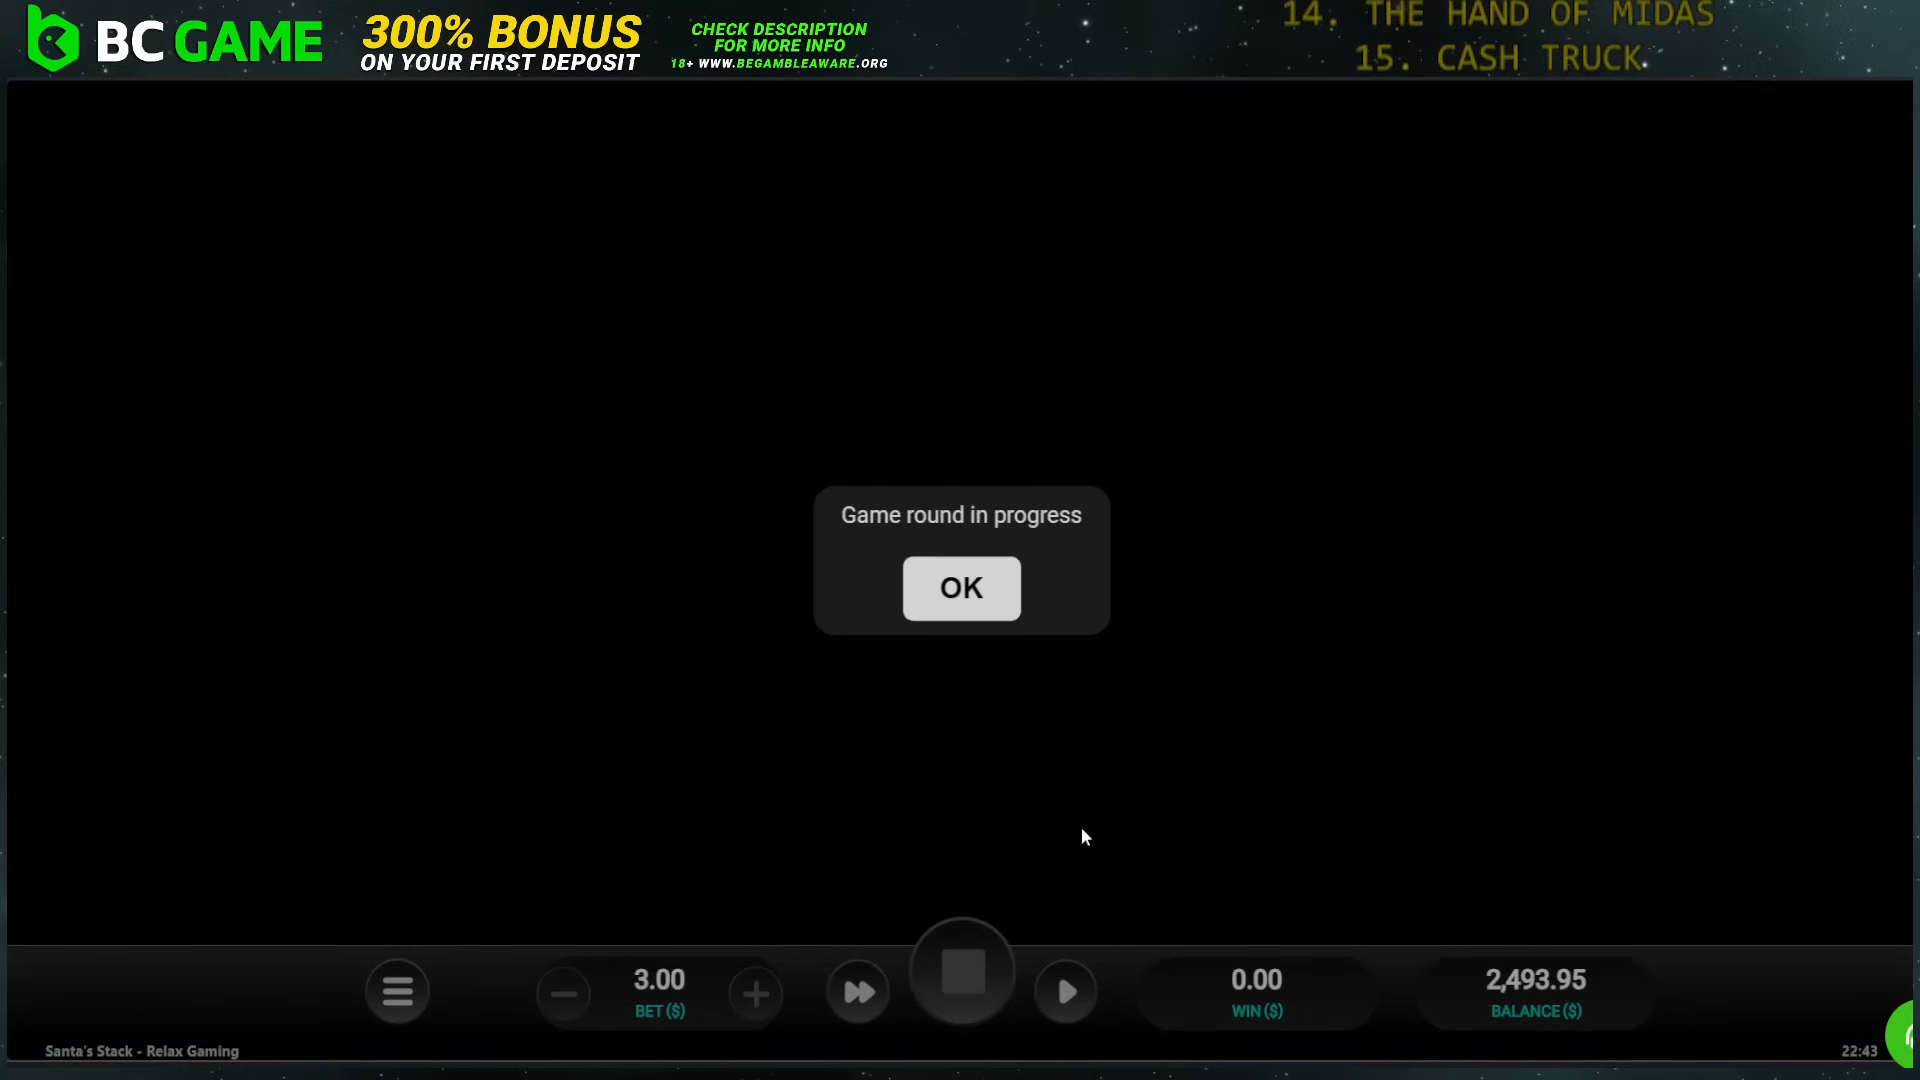 BC GAME
300% BONUS
ON YOUR FIRST DEPOSIT
CHECK DESCRIPTION
FOR MORE INFO
18+ WWW.BEGAMBLEAWARE.ORG
14. THE HAND OF MIDAS
15. CASH TRUCK
Game round in progress
OK
3.00
BET ($)
0.00
WIN ($)
2,493.95
BALANCE ($)
Santa's Stack - Relax Gaming
22:43